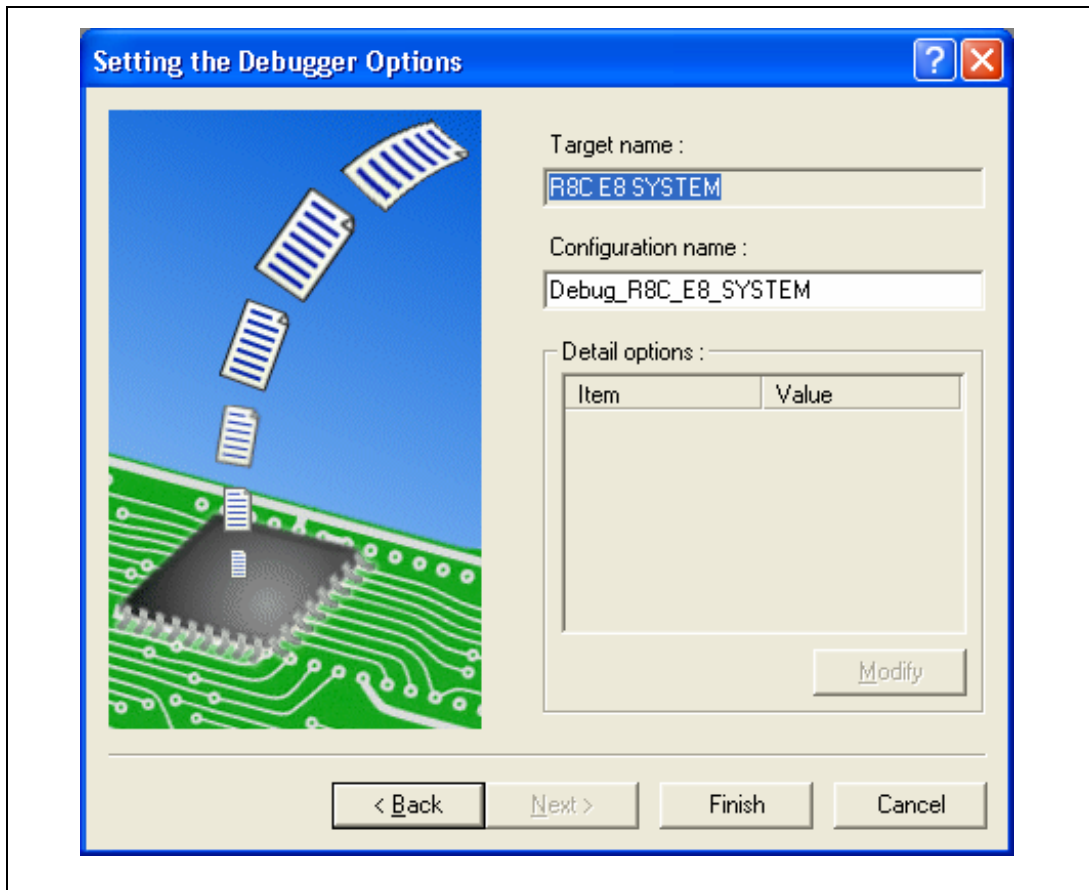 Setting the Debugger Options
Target name :
R8C E8 SYSTEM
Configuration name :
Debug_R8C_E8_SYSTEM
Detail options :
Item Value
Modify
< Back Next > Finish Cancel